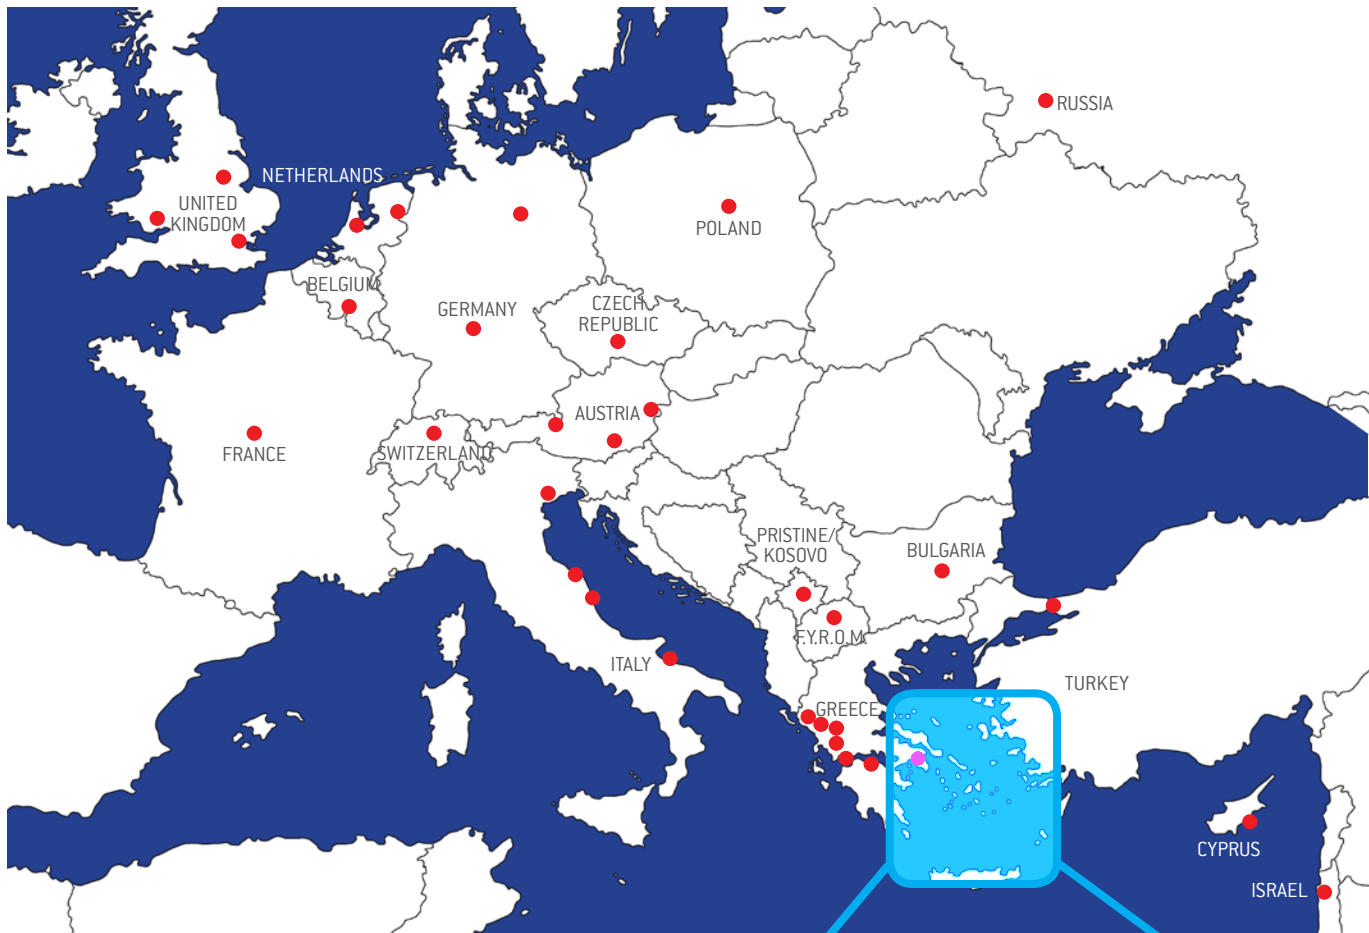 RUSSIA
NETHERLANDS
UNITED
KINGDOM
POLAND
BELGIUM
GERMANY
CZECH
REPUBLIC
AUSTRIA
FRANCE
SWITZERLAND
PRISTINE/
KOSOVO
BULGARIA
F.Y.R.O.M.
ITALY
TURKEY
GREECE
CYPRUS
ISRAEL